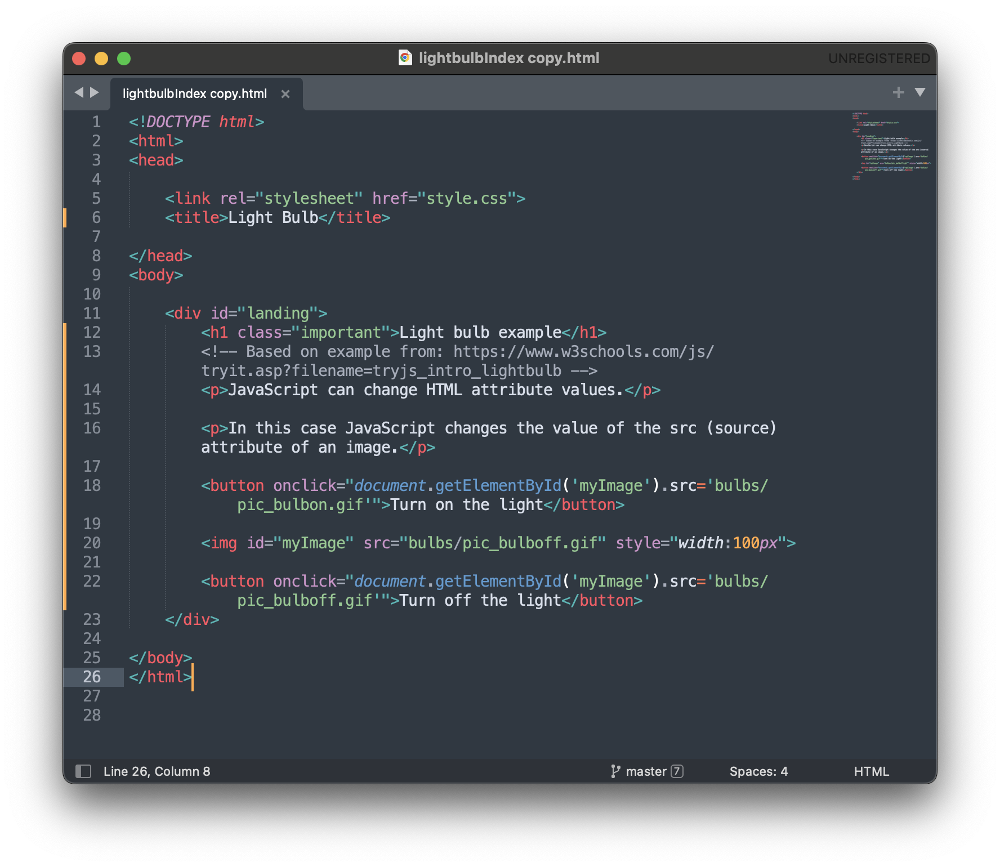 lightbulbIndex copy.html
UNREGISTERED
lightbulbIndex copy.html ×
1 <!DOCTYPE html>
2 <html>
3 <head>
4
5     <link rel="stylesheet" href="style.css">
6     <title>Light Bulb</title>
7
8 </head>
9 <body>
10
11     <div id="landing">
12         <h1 class="important">Light bulb example</h1>
13         <!-- Based on example from: https://www.w3schools.com/js/
        tryit.asp?filename=tryjs_intro_lightbulb -->
14         <p>JavaScript can change HTML attribute values.</p>
15
16         <p>In this case JavaScript changes the value of the src (source)
        attribute of an image.</p>
17
18         <button onclick="document.getElementById('myImage').src='bulbs/
            pic_bulbon.gif'">Turn on the light</button>
19
20         <img id="myImage" src="bulbs/pic_bulboff.gif" style="width:100px">
21
22         <button onclick="document.getElementById('myImage').src='bulbs/
            pic_bulboff.gif'">Turn off the light</button>
23     </div>
24
25 </body>
26 </html>
27
28
Line 26, Column 8
master 7
Spaces: 4
HTML